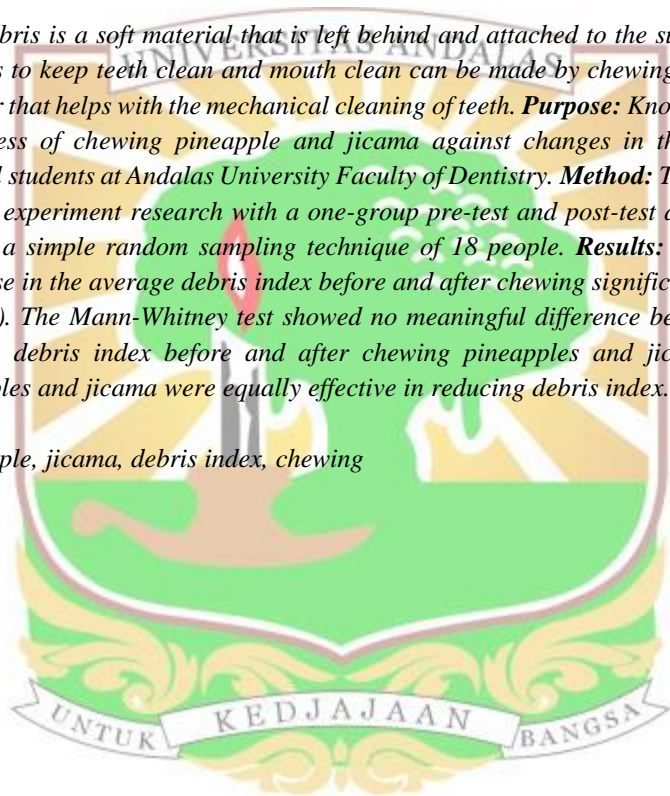 bris is a soft material that is left behind and attached to the su
UNIVERSITAS ANDALAS
s to keep teeth clean and mouth clean can be made by chewing
r that helps with the mechanical cleaning of teeth. Purpose: Kno
ess of chewing pineapple and jicama against changes in th
l students at Andalas University Faculty of Dentistry. Method: T
experiment research with a one-group pre-test and post-test d
a simple random sampling technique of 18 people. Results:
se in the average debris index before and after chewing signific
). The Mann-Whitney test showed no meaningful difference be
debris index before and after chewing pineapples and jic
les and jicama were equally effective in reducing debris index.
ple, jicama, debris index, chewing
UNTUK KEDJAJAAN BANGSA